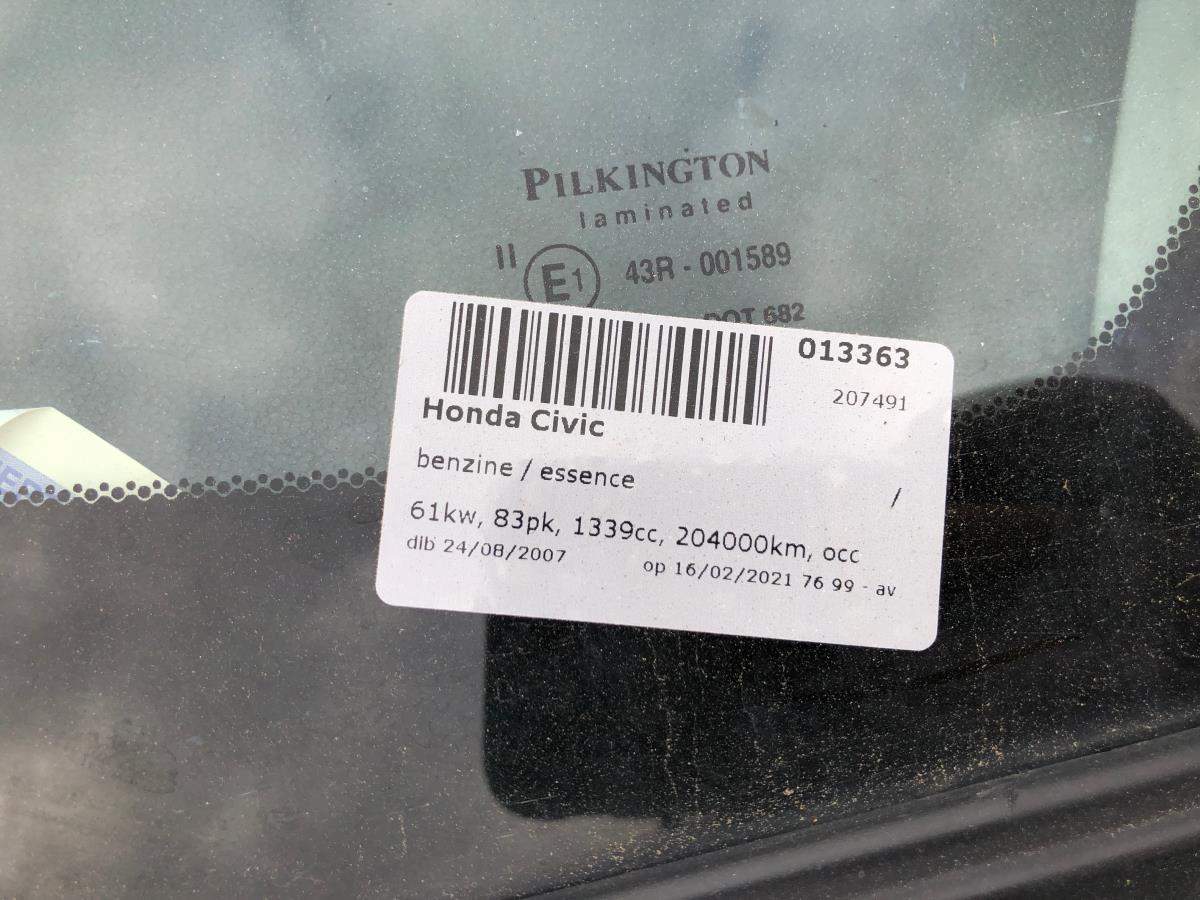 PILKINGTON
laminated
II E1 43R - 001589
DOT 682
013363
207491
Honda Civic
benzine / essence /
61kw, 83pk, 1339cc, 204000km, occ
dib 24/08/2007 op 16/02/2021 76 99 - av